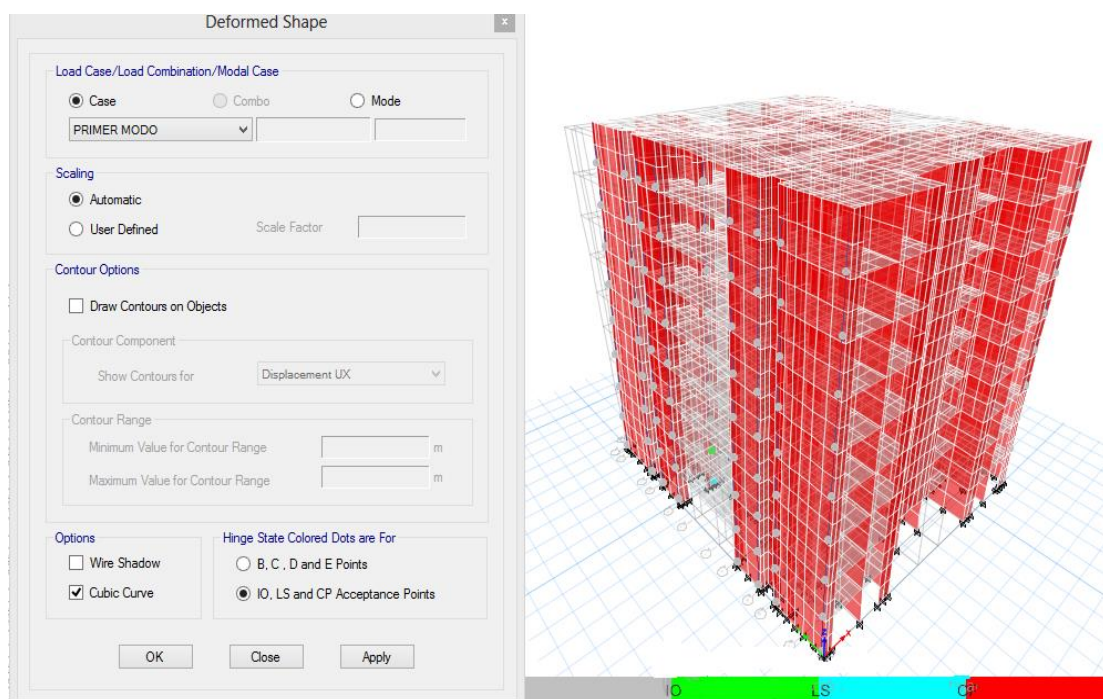 Deformed Shape
x
Load Case/Load Combination/Modal Case
Case
Combo
Mode
PRIMER MODO
Scaling
Automatic
User Defined
Scale Factor
Contour Options
Draw Contours on Objects
Contour Component
Show Contours for
Displacement UX
Contour Range
Minimum Value for Contour Range
m
Maximum Value for Contour Range
m
Options
Wire Shadow
Cubic Curve
Hinge State Colored Dots are For
B, C , D and E Points
IO, LS and CP Acceptance Points
OK Close Apply
X
IO LS